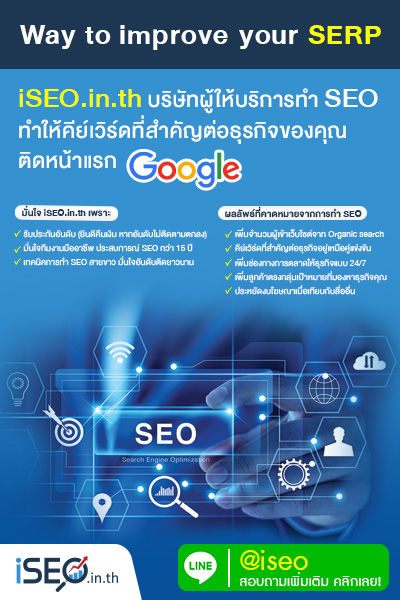 Way to improve your SERP
iSEO.in.th บริษัทผู้ให้บริการทำ SEO
ทำให้คีย์เวิร์ดที่สำคัญต่อธุรกิจของคุณ
ติดหน้าแรก Google
มั่นใจ iSEO.in.th เพราะ
✓ รับประกันอันดับ (ยินดีคืนเงิน หากอันดับไม่ติดตามตกลง)
✓ มั่นใจทีมงานมืออาชีพ ประสบการณ์ SEO กว่า 15 ปี
✓ เทคนิคการทำ SEO สายขาว มั่นใจอันดับติดยาวนาน
ผลลัพธ์ที่คาดหมายจากการทำ SEO
✓ เพิ่มจำนวนผู้เข้าเว็บไซต์จาก Organic search
✓ คีย์เวิร์ดที่สำคัญต่อธุรกิจอยู่เหนือคู่แข่งขัน
✓ เพิ่มช่องทางการตลาดให้ธุรกิจแบบ 24/7
✓ เพิ่มลูกค้าตรงกลุ่มเป้าหมายที่มองหาธุรกิจคุณ
✓ ประหยัดงบโฆษณาเมื่อเทียบกับสื่ออื่น
SEO
Search Engine Optimization
iSEO.in.th
LINE
@iseo
สอบถามเพิ่มเติม คลิกเลย!